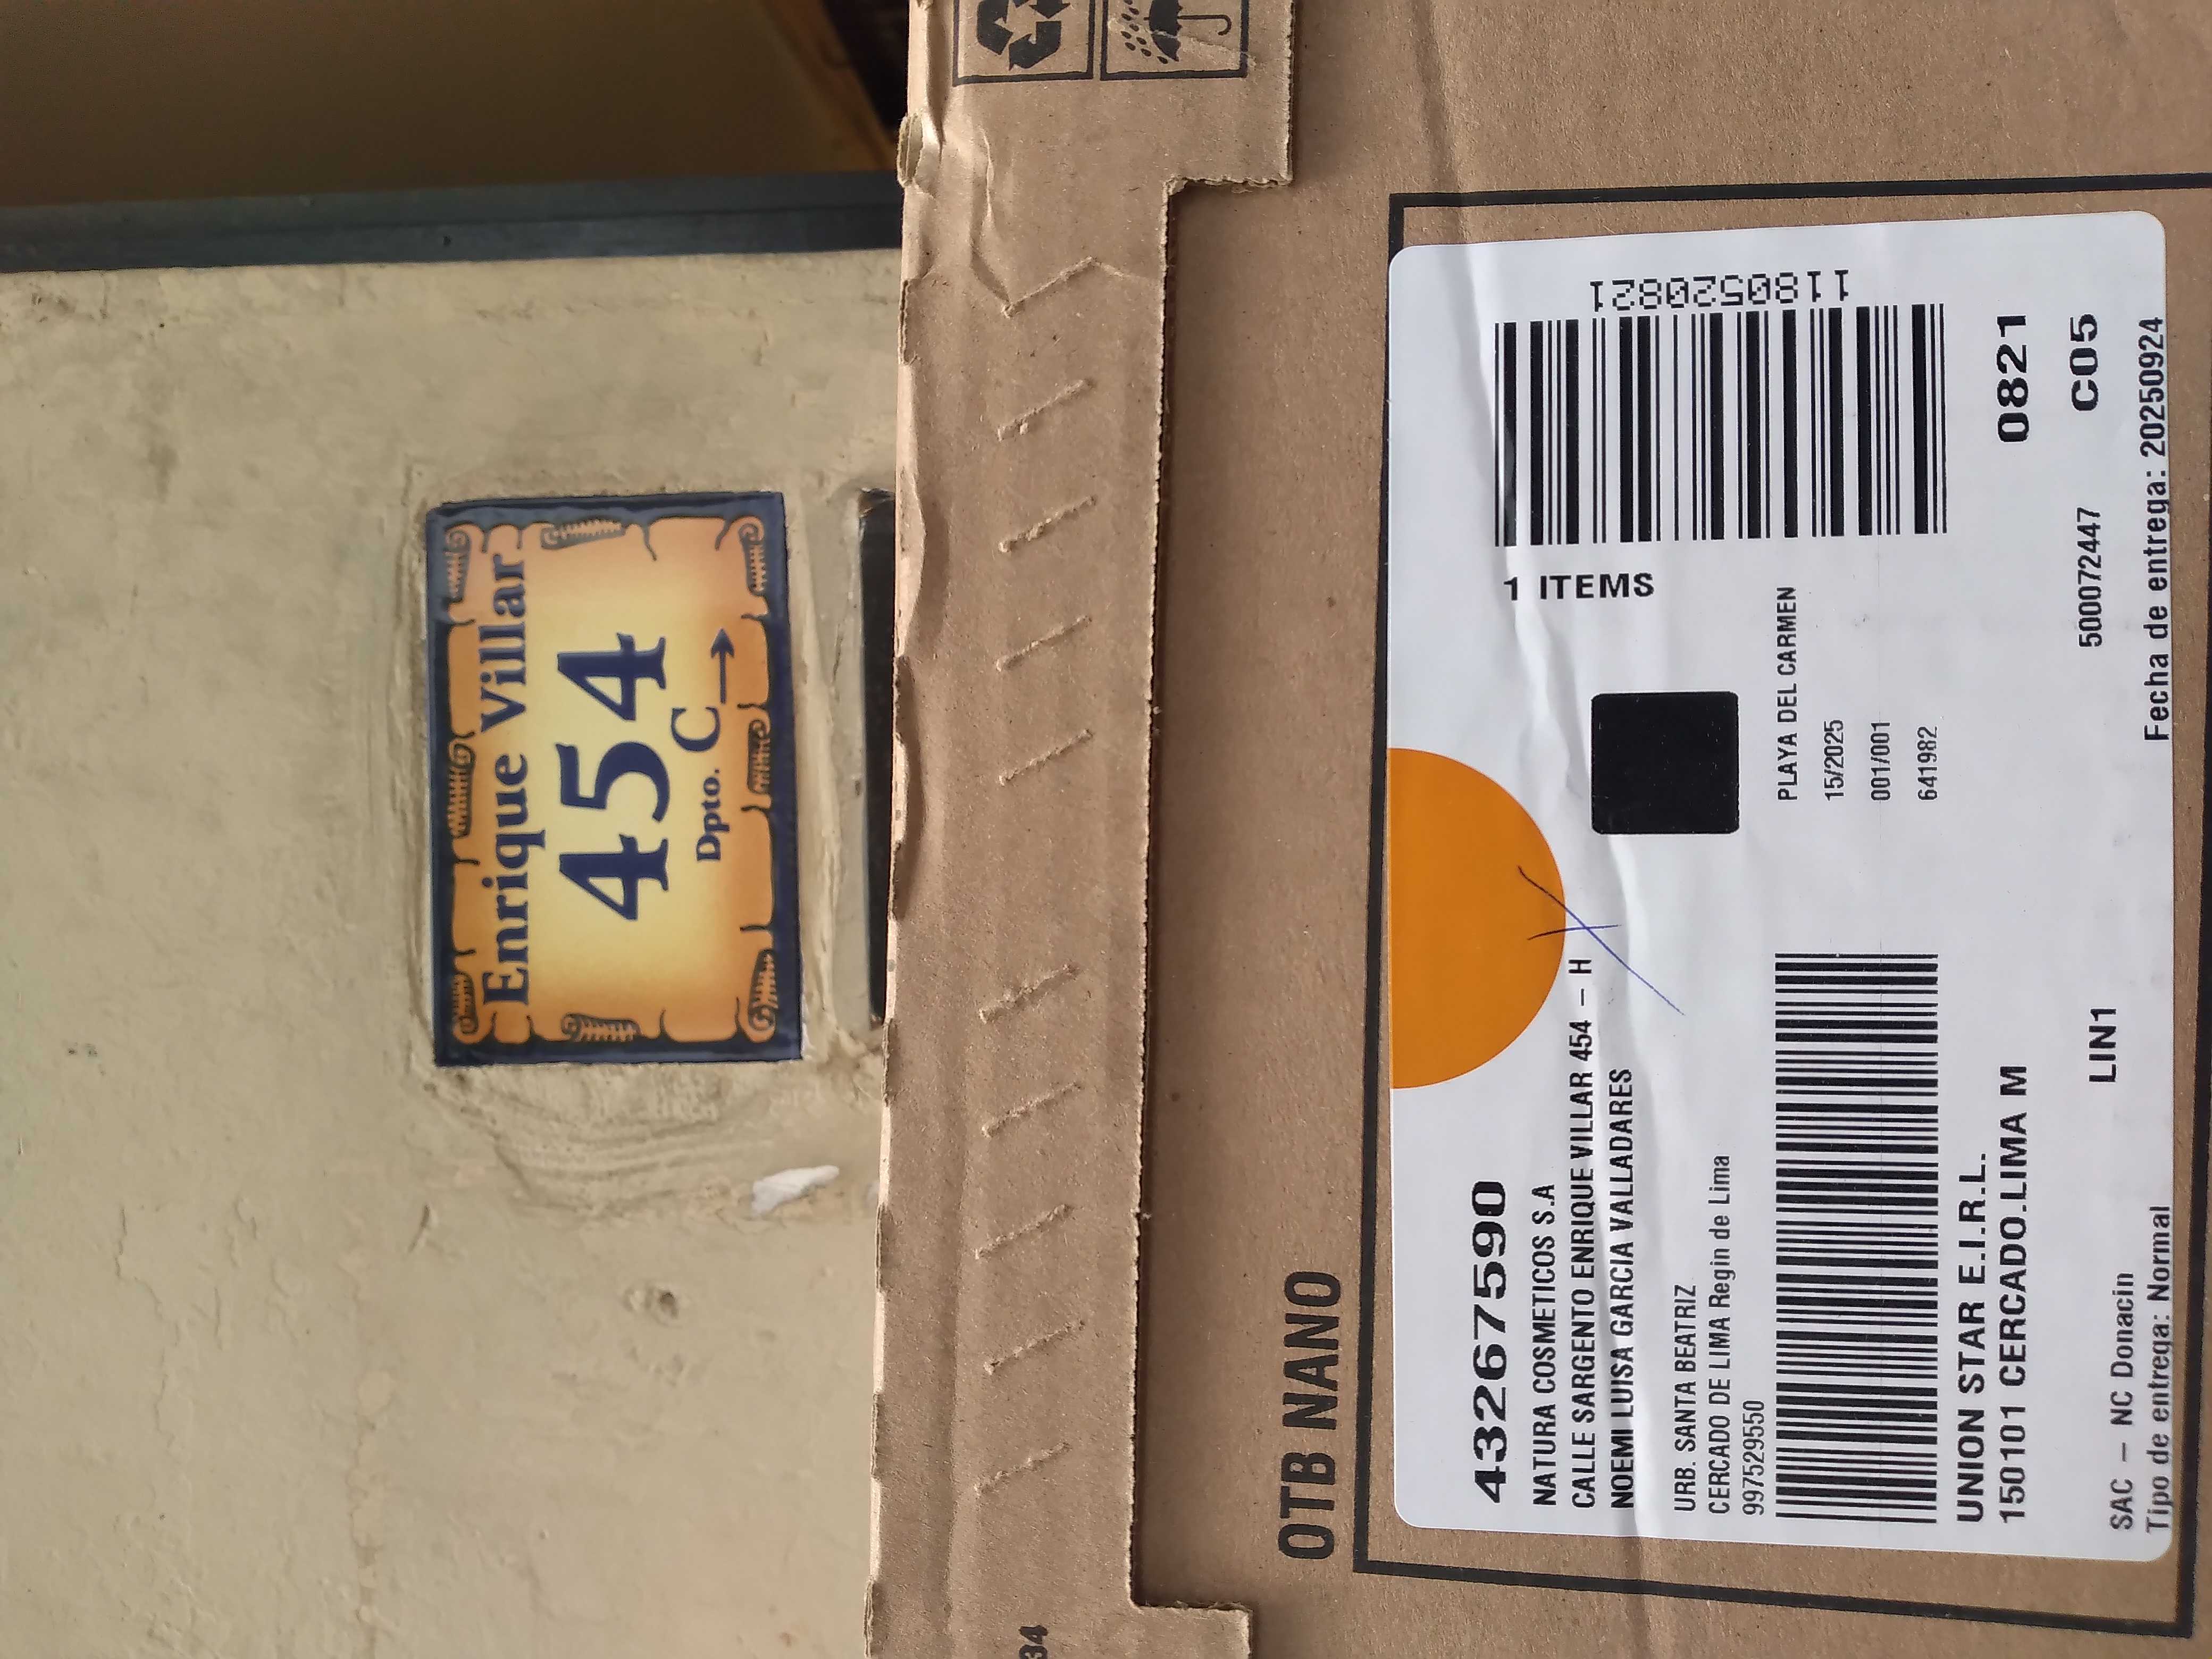 Enrique Villar
454
Dpto. C
34
OTB NANO
43267590
NATURA COSMETICOS S.A
CALLE SARGENTO ENRIQUE VILLAR 454 - H
NOEMI LUISA GARCIA VALLADARES
URB. SANTA BEATRIZ
CERCADO DE LIMA Regin de Lima
997529550
UNION STAR E.I.R.L.
150101 CERCADO.LIMA M
LIN1
SAC - NC Donacin
Tipo de entrega: Normal
1 ITEMS
1180520821
PLAYA DEL CARMEN
15/2025
001/001
641982
0821
500072447
C05
Fecha de entrega: 20250924